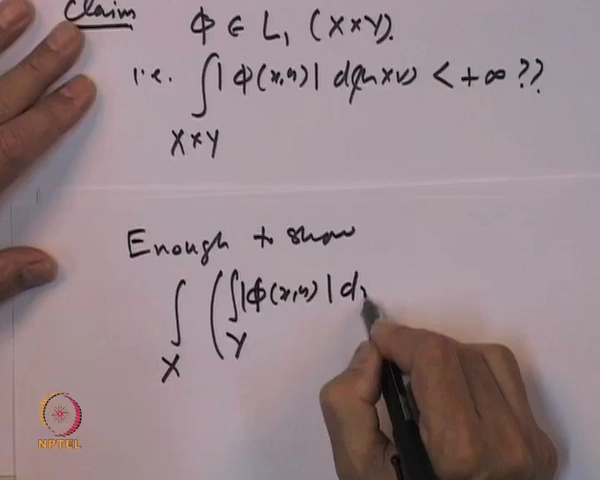 Claim ϕ ∈ L₁ (X×Y).
i.e. ∫ |ϕ(x,y)| d(μ×ν) < +∞ ??
X×Y
Enough to show
∫ ( ∫ |ϕ(x,y)| d
X Y
NPTEL